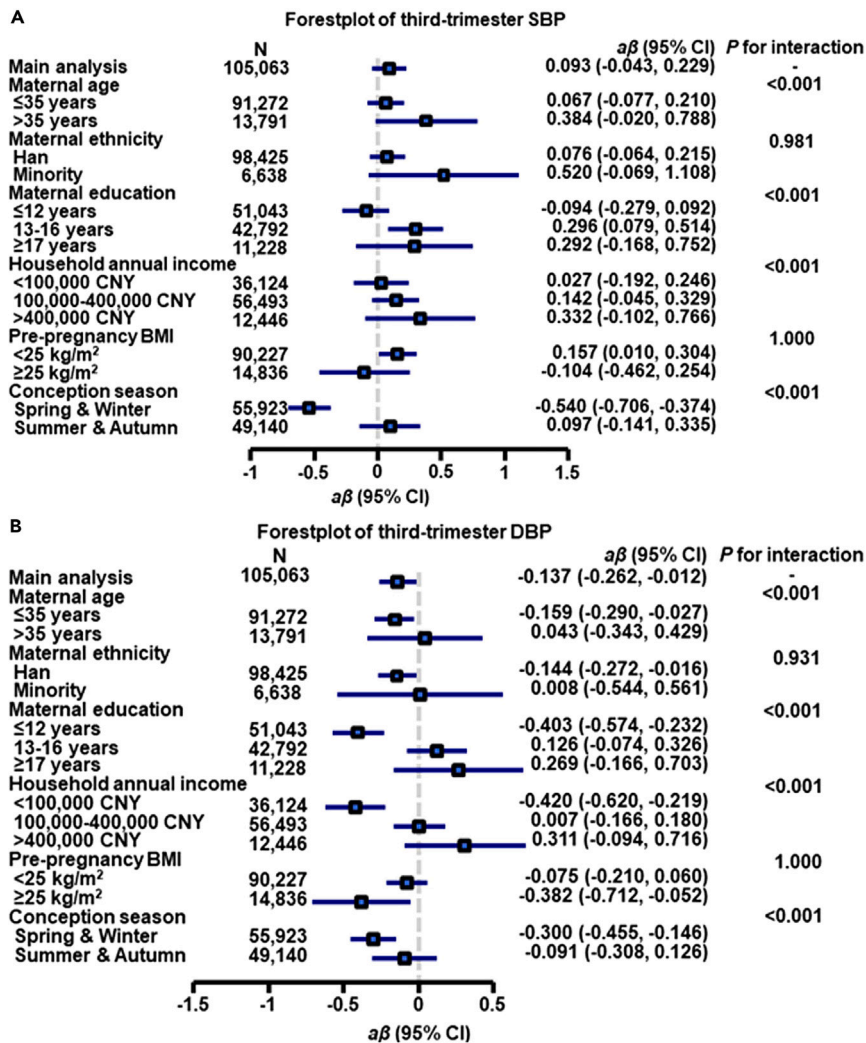 A
Forestplot of third-trimester SBP
N aβ (95% CI) P for interaction
Main analysis 105,063 0.093 (-0.043, 0.229) -
Maternal age <0.001
≤35 years 91,272 0.067 (-0.077, 0.210)
>35 years 13,791 0.384 (-0.020, 0.788)
Maternal ethnicity 0.981
Han 98,425 0.076 (-0.064, 0.215)
Minority 6,638 0.520 (-0.069, 1.108)
Maternal education <0.001
≤12 years 51,043 -0.094 (-0.279, 0.092)
13-16 years 42,792 0.296 (0.079, 0.514)
≥17 years 11,228 0.292 (-0.168, 0.752)
Household annual income <0.001
<100,000 CNY 36,124 0.027 (-0.192, 0.246)
100,000-400,000 CNY 56,493 0.142 (-0.045, 0.329)
>400,000 CNY 12,446 0.332 (-0.102, 0.766)
Pre-pregnancy BMI 1.000
<25 kg/m² 90,227 0.157 (0.010, 0.304)
≥25 kg/m² 14,836 -0.104 (-0.462, 0.254)
Conception season <0.001
Spring & Winter 55,923 -0.540 (-0.706, -0.374)
Summer & Autumn 49,140 0.097 (-0.141, 0.335)
-1 -0.5 0 0.5 1 1.5
aβ (95% CI)
B
Forestplot of third-trimester DBP
N aβ (95% CI) P for interaction
Main analysis 105,063 -0.137 (-0.262, -0.012) -
Maternal age <0.001
≤35 years 91,272 -0.159 (-0.290, -0.027)
>35 years 13,791 0.043 (-0.343, 0.429)
Maternal ethnicity 0.931
Han 98,425 -0.144 (-0.272, -0.016)
Minority 6,638 0.008 (-0.544, 0.561)
Maternal education <0.001
≤12 years 51,043 -0.403 (-0.574, -0.232)
13-16 years 42,792 0.126 (-0.074, 0.326)
≥17 years 11,228 0.269 (-0.166, 0.703)
Household annual income <0.001
<100,000 CNY 36,124 -0.420 (-0.620, -0.219)
100,000-400,000 CNY 56,493 0.007 (-0.166, 0.180)
>400,000 CNY 12,446 0.311 (-0.094, 0.716)
Pre-pregnancy BMI 1.000
<25 kg/m² 90,227 -0.075 (-0.210, 0.060)
≥25 kg/m² 14,836 -0.382 (-0.712, -0.052)
Conception season <0.001
Spring & Winter 55,923 -0.300 (-0.455, -0.146)
Summer & Autumn 49,140 -0.091 (-0.308, 0.126)
-1.5 -1 -0.5 0 0.5
aβ (95% CI)